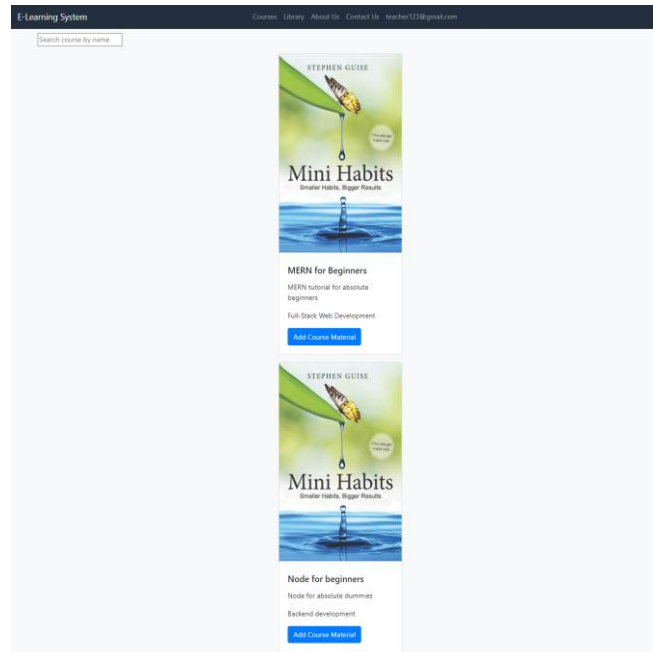 E-Learning System
Courses Library About Us Contact Us teacher123@gmail.com
Search course by name
STEPHEN GUISE
Mini Habits
Smaller Habits, Bigger Results
MERN for Beginners
MERN tutorial for absolute
beginners
Full-Stack Web Development
Add Course Material
STEPHEN GUISE
Mini Habits
Smaller Habits, Bigger Results
Node for beginners
Node for absolute dummies
Backend development
Add Course Material